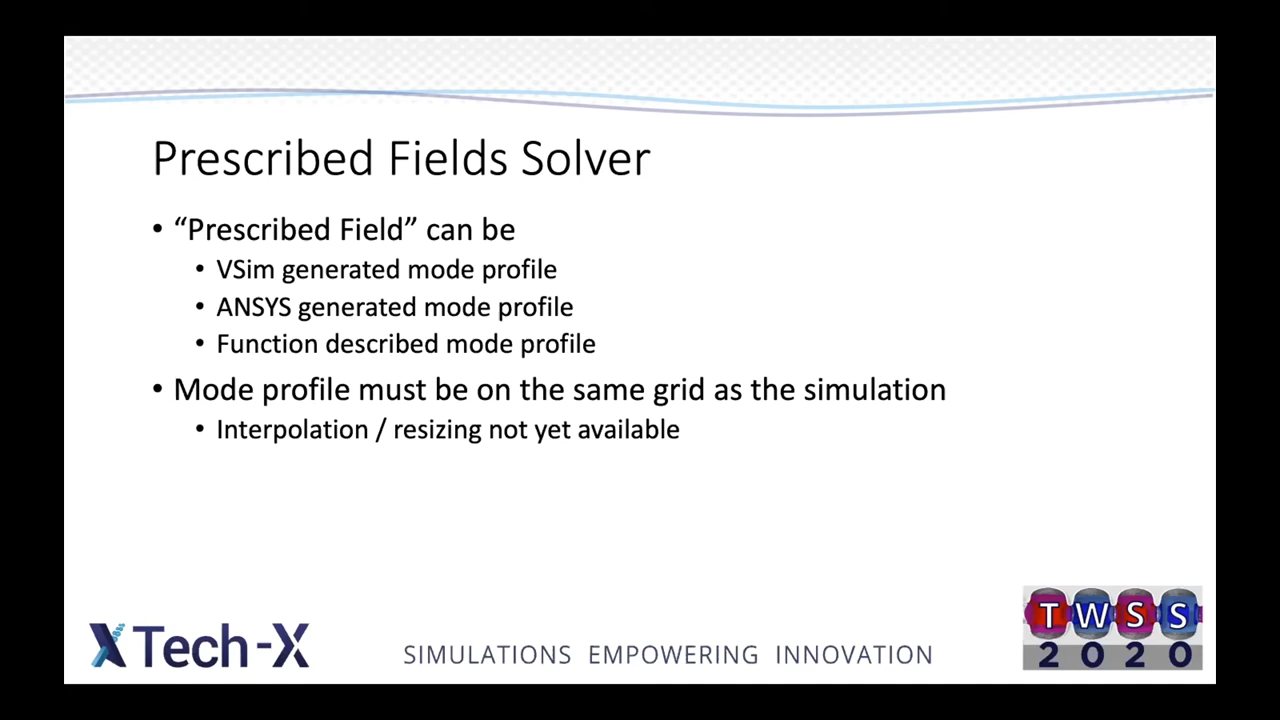 Prescribed Fields Solver
• “Prescribed Field” can be
• VSim generated mode profile
• ANSYS generated mode profile
• Function described mode profile
• Mode profile must be on the same grid as the simulation
• Interpolation / resizing not yet available
Tech-X
SIMULATIONS EMPOWERING INNOVATION
TWSS
2020